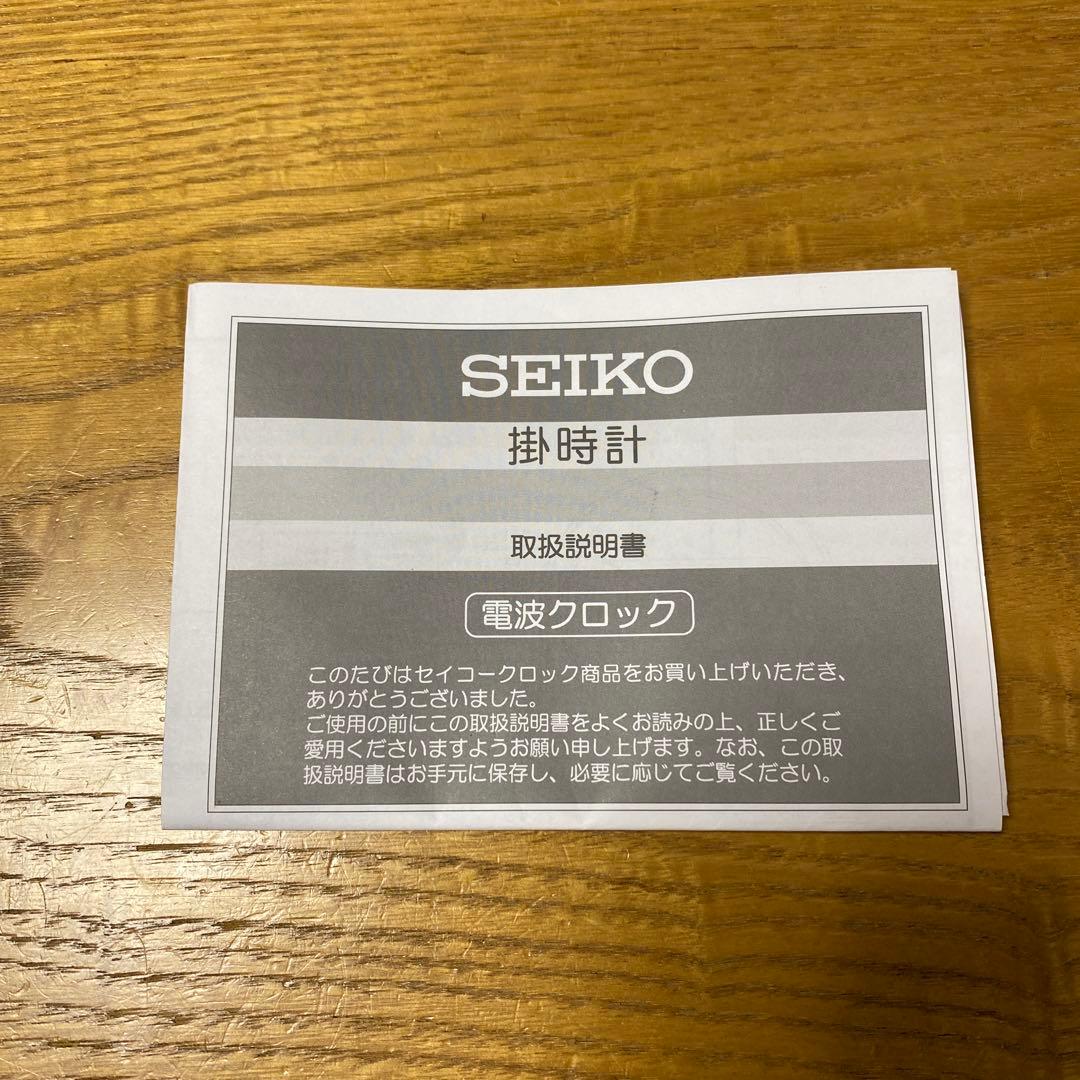 SEIKO
掛時計
取扱説明書
電波クロック
このたびはセイコークロック商品をお買い上げいただき、
ありがとうございました。
ご使用の前にこの取扱説明書をよくお読みの上、正しくご
愛用くださいますようお願い申し上げます。なお、この取
扱説明書はお手元に保存し、必要に応じてご覧ください。